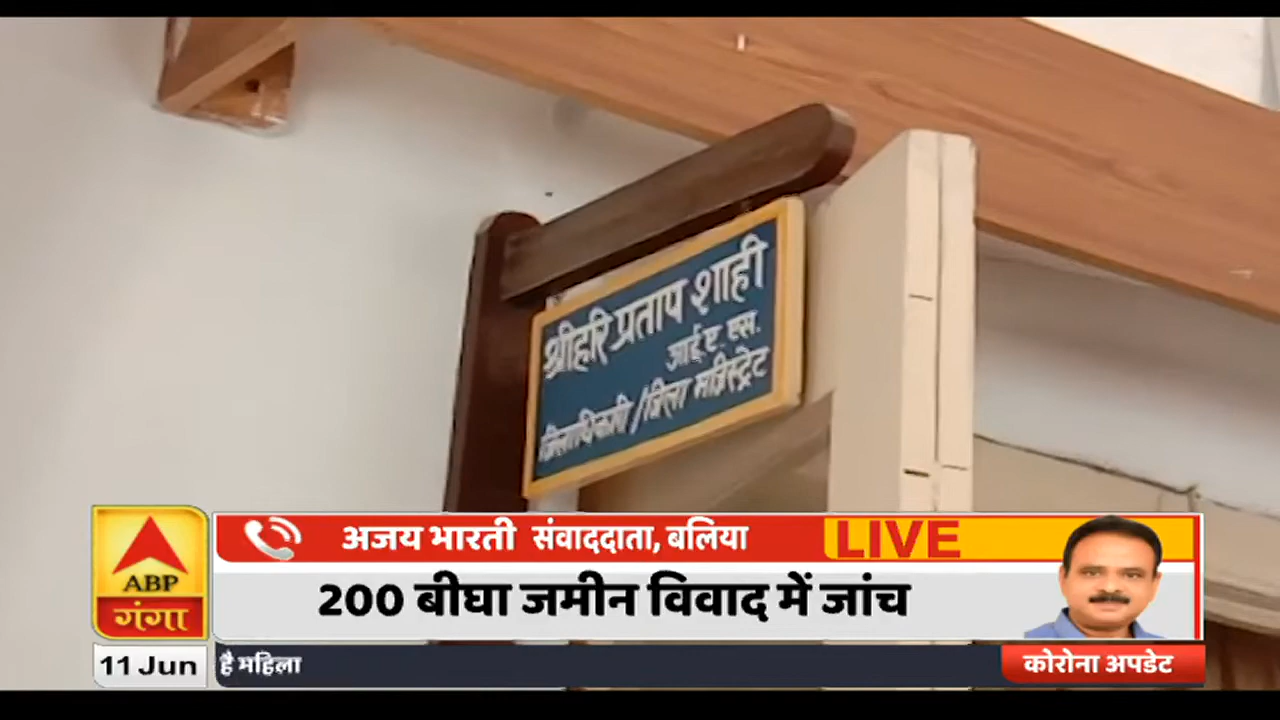 श्रीहरि प्रताप शाही
आई.ए.एस.
जिलाधिकारी/जिला मजिस्ट्रेट
अजय भारती संवाददाता, बलिया
LIVE
200 बीघा जमीन विवाद में जांच
ABP
गंगा
11 Jun
है महिला
कोरोना अपडेट